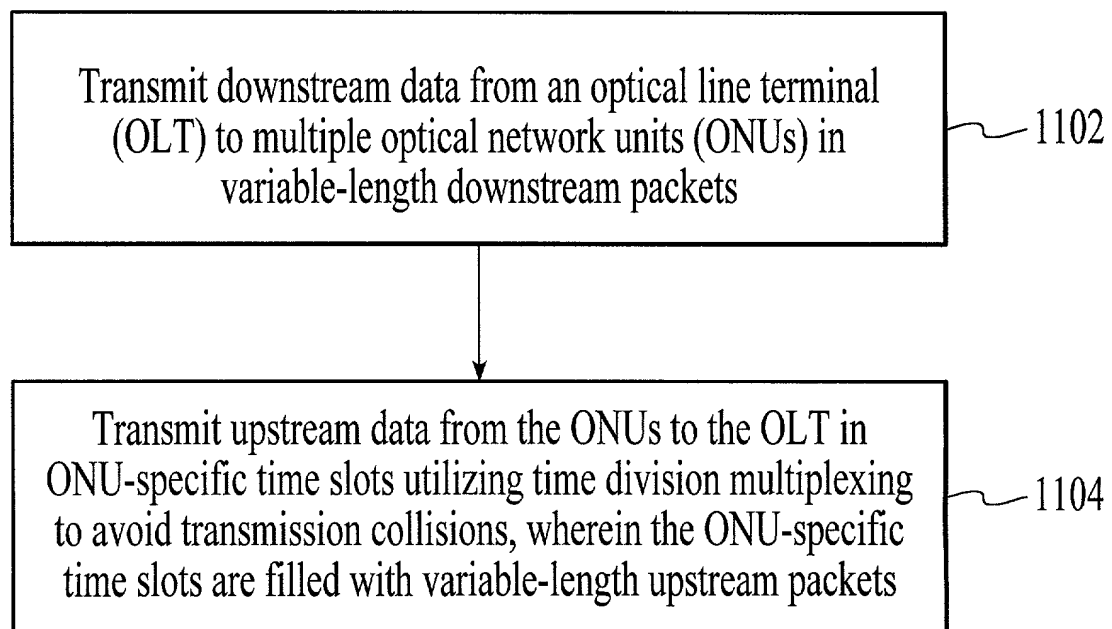 Transmit downstream data from an optical line terminal
(OLT) to multiple optical network units (ONUs) in
variable-length downstream packets
1102
Transmit upstream data from the ONUs to the OLT in
ONU-specific time slots utilizing time division multiplexing
to avoid transmission collisions, wherein the ONU-specific
time slots are filled with variable-length upstream packets
1104